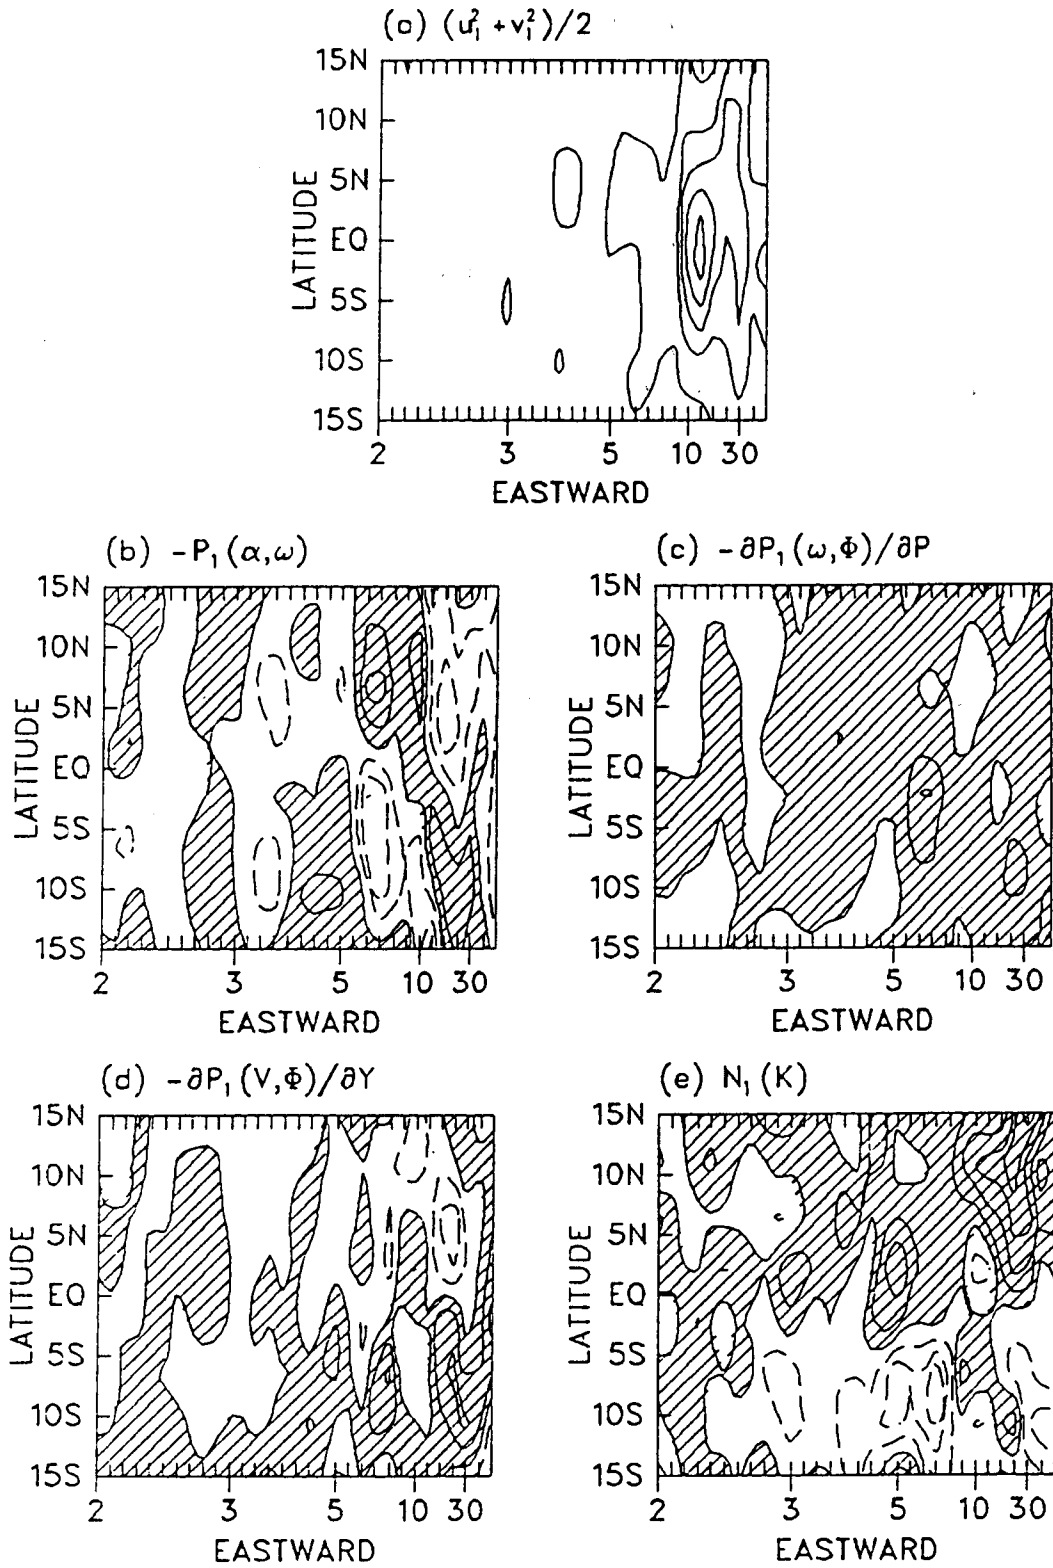 (a) (u₁² + v₁²)/2
15N
10N
5N
EQ
5S
10S
15S
LATITUDE
2 3 5 10 30
EASTWARD
(b) -P₁(α,ω)
15N
10N
5N
EQ
5S
10S
15S
LATITUDE
2 3 5 10 30
EASTWARD
(c) -∂P₁(ω,Φ)/∂P
15N
10N
5N
EQ
5S
10S
15S
LATITUDE
2 3 5 10 30
EASTWARD
(d) -∂P₁(V,Φ)/∂Y
15N
10N
5N
EQ
5S
10S
15S
LATITUDE
2 3 5 10 30
EASTWARD
(e) N₁(K)
15N
10N
5N
EQ
5S
10S
15S
LATITUDE
2 3 5 10 30
EASTWARD